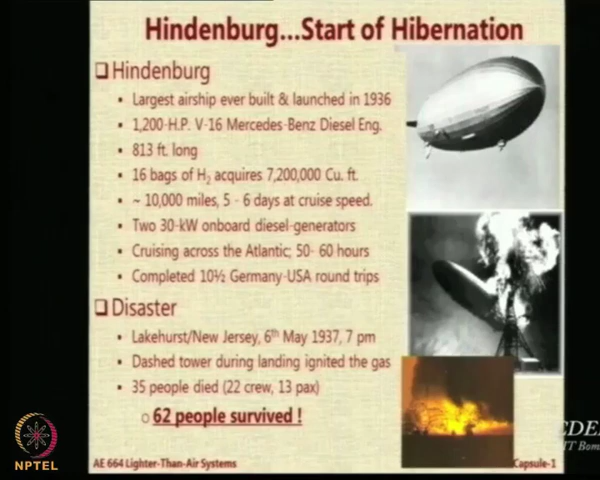 Hindenburg...Start of Hibernation
❑ Hindenburg
▪ Largest airship ever built & launched in 1936
▪ 1,200-H.P. V-16 Mercedes-Benz Diesel Eng.
▪ 813 ft. long
▪ 16 bags of H₂ acquires 7,200,000 Cu. ft.
▪ ~ 10,000 miles, 5 - 6 days at cruise speed.
▪ Two 30-kW onboard diesel-generators
▪ Cruising across the Atlantic; 50- 60 hours
▪ Completed 10½ Germany-USA round trips
❑ Disaster
▪ Lakehurst/New Jersey, 6th May 1937, 7 pm
▪ Dashed tower during landing ignited the gas
▪ 35 people died (22 crew, 13 pax)
o 62 people survived !
NPTEL
AE 664 Lighter-Than-Air Systems
Capsule-1